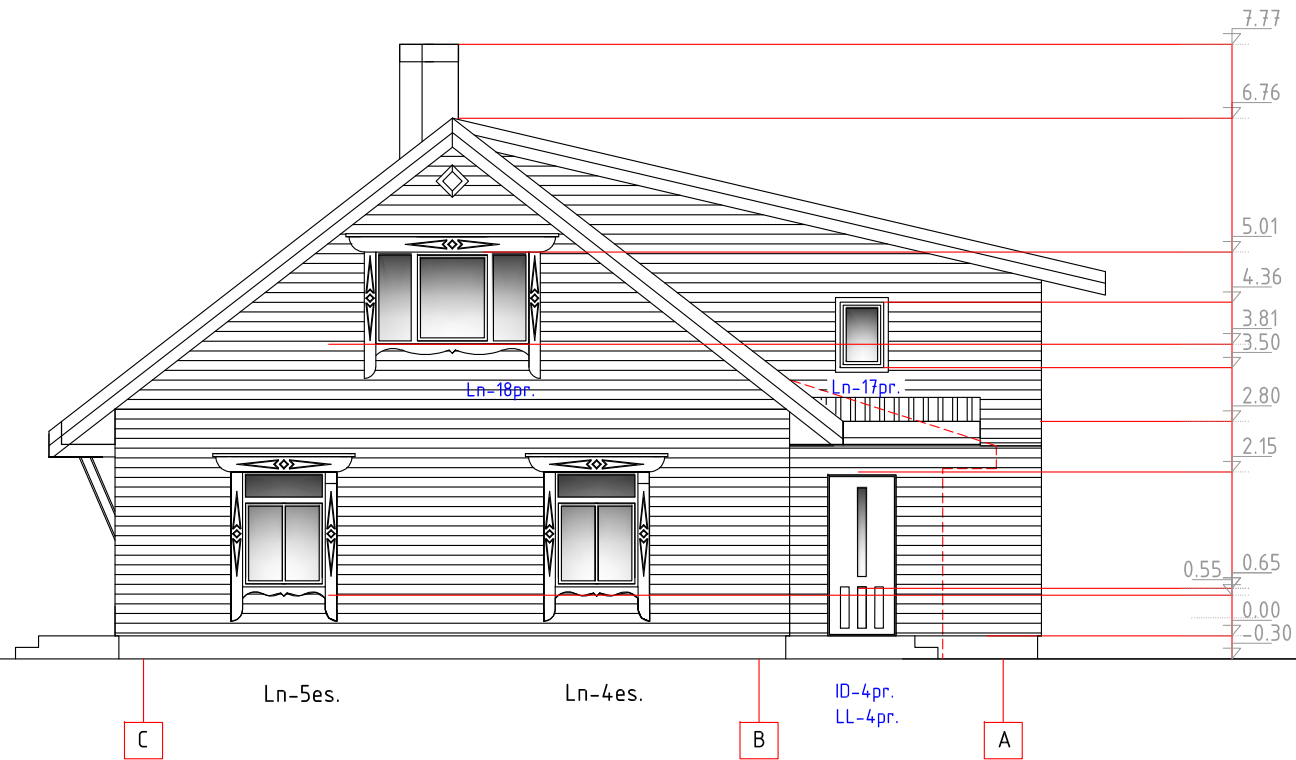 7.77
6.76
5.01
4.36
3.81
3.50
Ln-18pr.
Ln-17pr.
2.80
2.15
0.55
0.65
0.00
-0.30
Ln-5es.
Ln-4es.
ID-4pr.
LL-4pr.
C
B
A